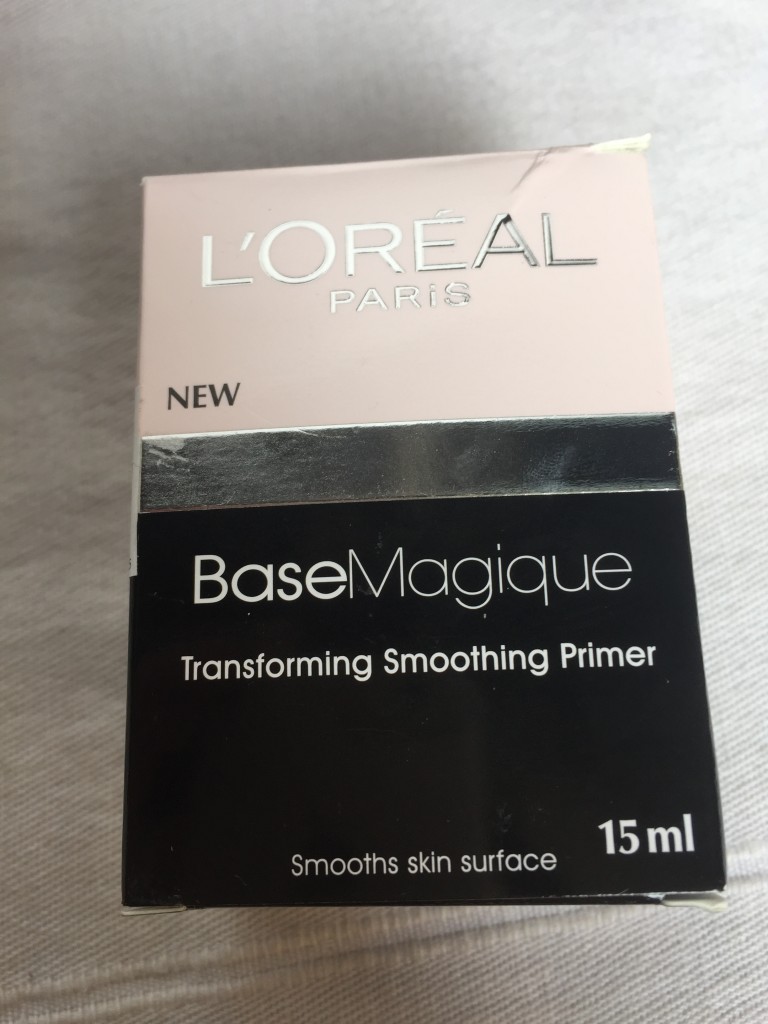 L'ORÉAL
PARiS
NEW
BaseMagique
Transforming Smoothing Primer
15 ml
Smooths skin surface